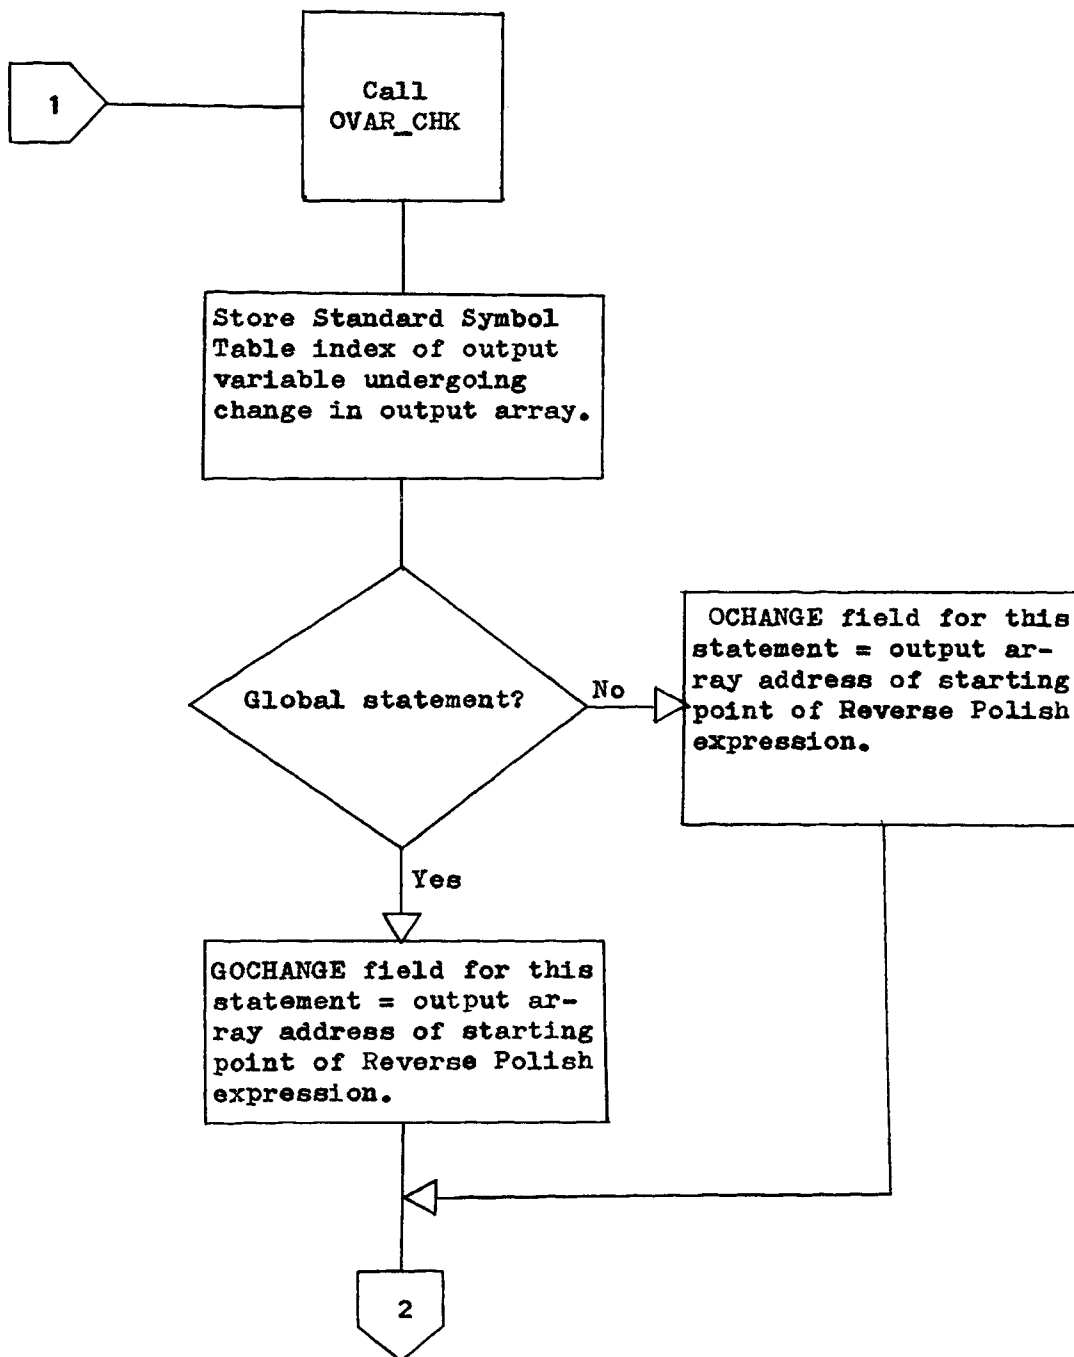 1
Call
OVAR_CHK
Store Standard Symbol
Table index of output
variable undergoing
change in output array.
Global statement?
No
OCHANGE field for this
statement = output ar-
ray address of starting
point of Reverse Polish
expression.
Yes
GOCHANGE field for this
statement = output ar-
ray address of starting
point of Reverse Polish
expression.
2